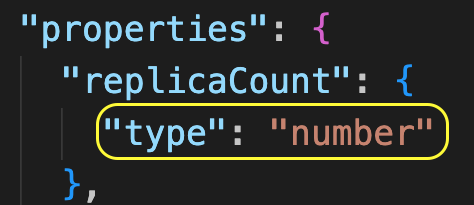 "properties": {
"replicaCount": {
"type": "number"
},